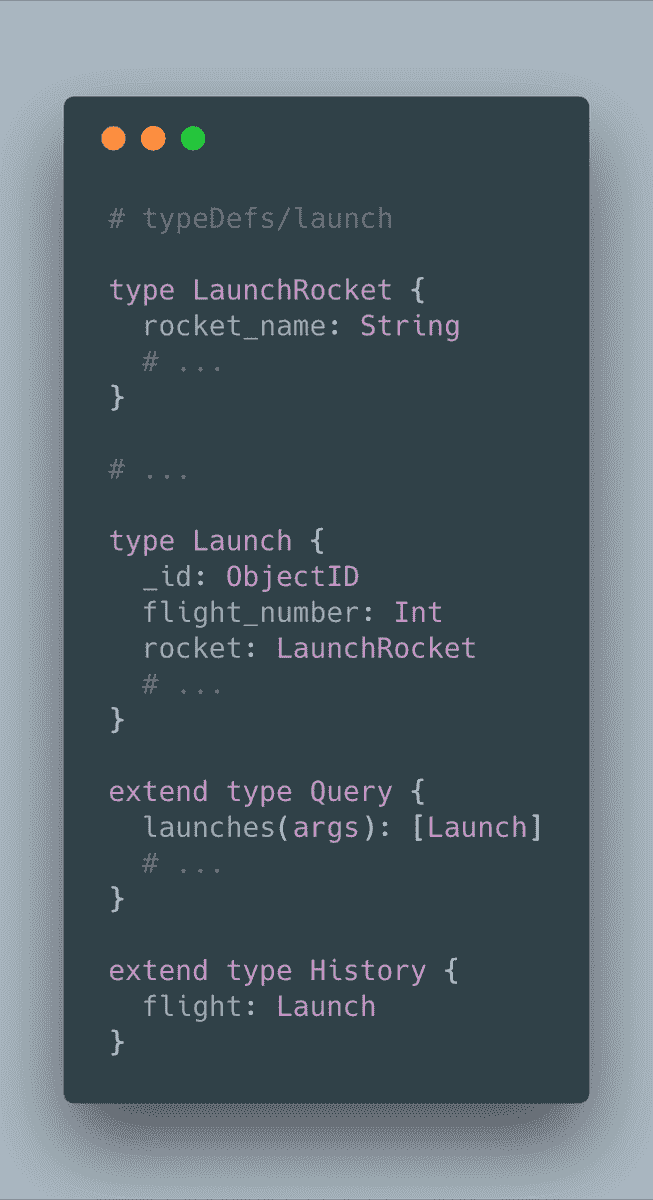 # typeDefs/launch
type LaunchRocket {
  rocket_name: String
  # ...
}
# ...
type Launch {
  _id: ObjectID
  flight_number: Int
  rocket: LaunchRocket
  # ...
}
extend type Query {
  launches(args): [Launch]
  # ...
}
extend type History {
  flight: Launch
}